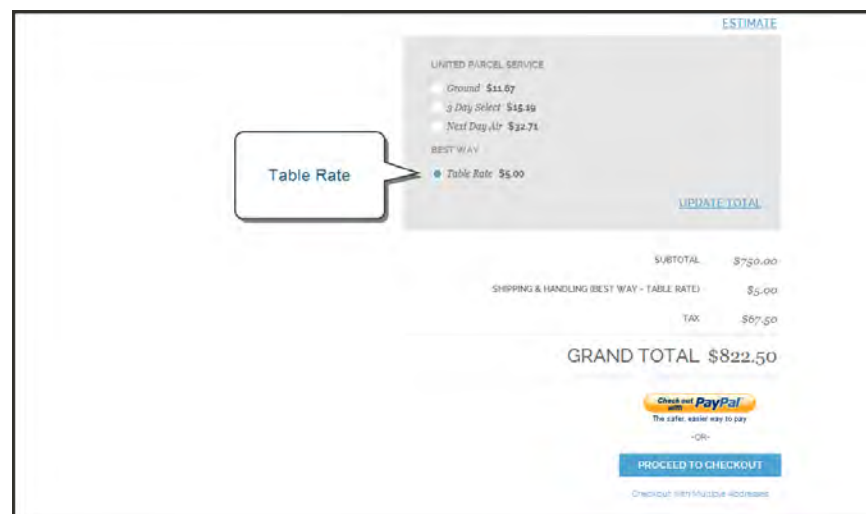 ESTIMATE
UNITED PARCEL SERVICE
Ground $11.67
3 Day Select $15.19
Next Day Air $32.71
BEST WAY
Table Rate
Table Rate $5.00
UPDATE TOTAL
SUBTOTAL $750.00
SHIPPING & HANDLING (BEST WAY - TABLE RATE) $5.00
TAX $67.50
GRAND TOTAL $822.50
Check out with PayPal
The safer, easier way to pay
-OR-
PROCEED TO CHECKOUT
Checkout with Multiple Addresses